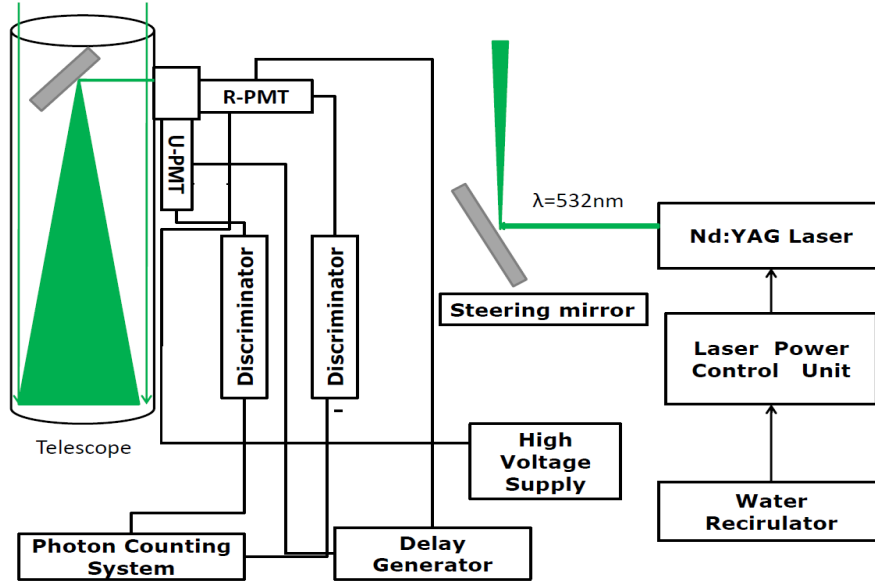 R-PMT
U-PMT
λ=532nm
Nd:YAG Laser
Discriminator
Discriminator
Steering mirror
Laser Power
Control Unit
Telescope
High
Voltage
Supply
Water
Recirulator
Photon Counting
System
Delay
Generator